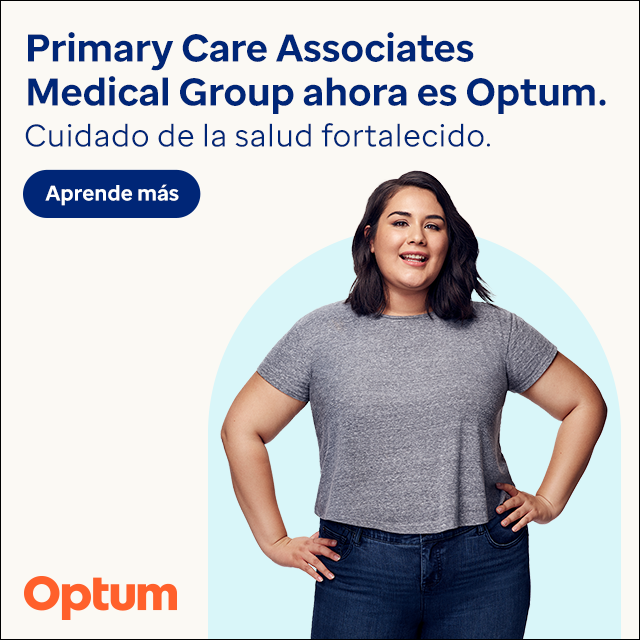 Primary Care Associates
Medical Group ahora es Optum.
Cuidado de la salud fortalecido.
Aprende más
Optum